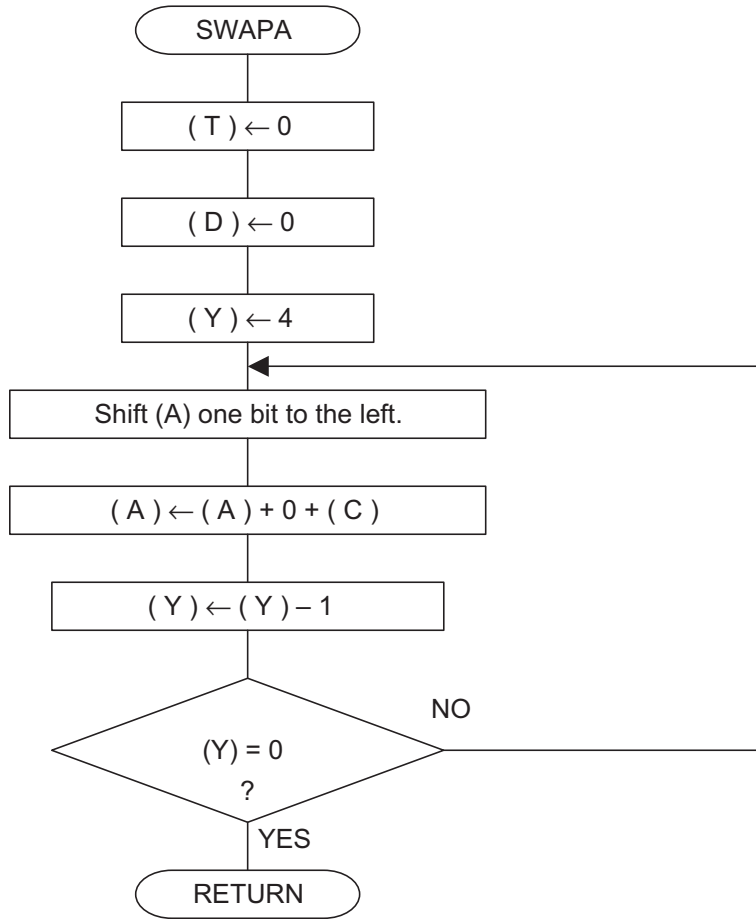 SWAPA
( T ) ← 0
( D ) ← 0
( Y ) ← 4
Shift (A) one bit to the left.
( A ) ← ( A ) + 0 + ( C )
( Y ) ← ( Y ) – 1
NO
(Y) = 0
?
YES
RETURN